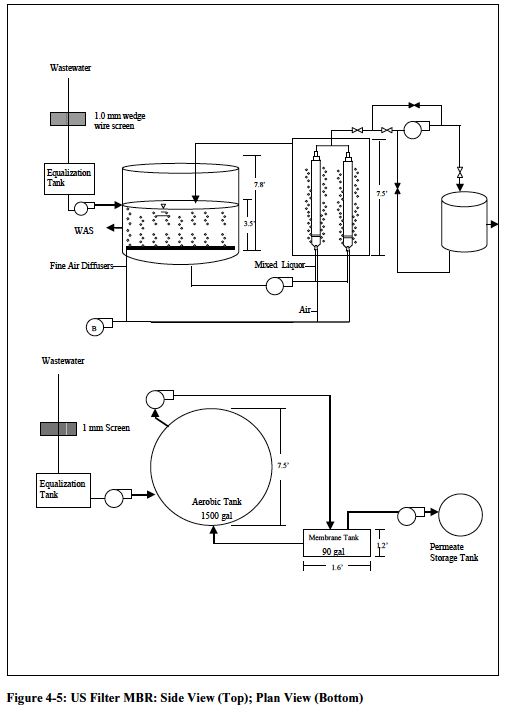 Wastewater
1.0 mm wedge
wire screen
Equalization
Tank
WAS
7.8'
3.5'
7.5'
Fine Air Diffusers
Mixed Liquor
Air
B
Wastewater
1 mm Screen
Equalization
Tank
7.5'
Aerobic Tank
1500 gal
Membrane Tank
90 gal
1.2'
1.6'
Permeate
Storage Tank
Figure 4-5: US Filter MBR: Side View (Top); Plan View (Bottom)